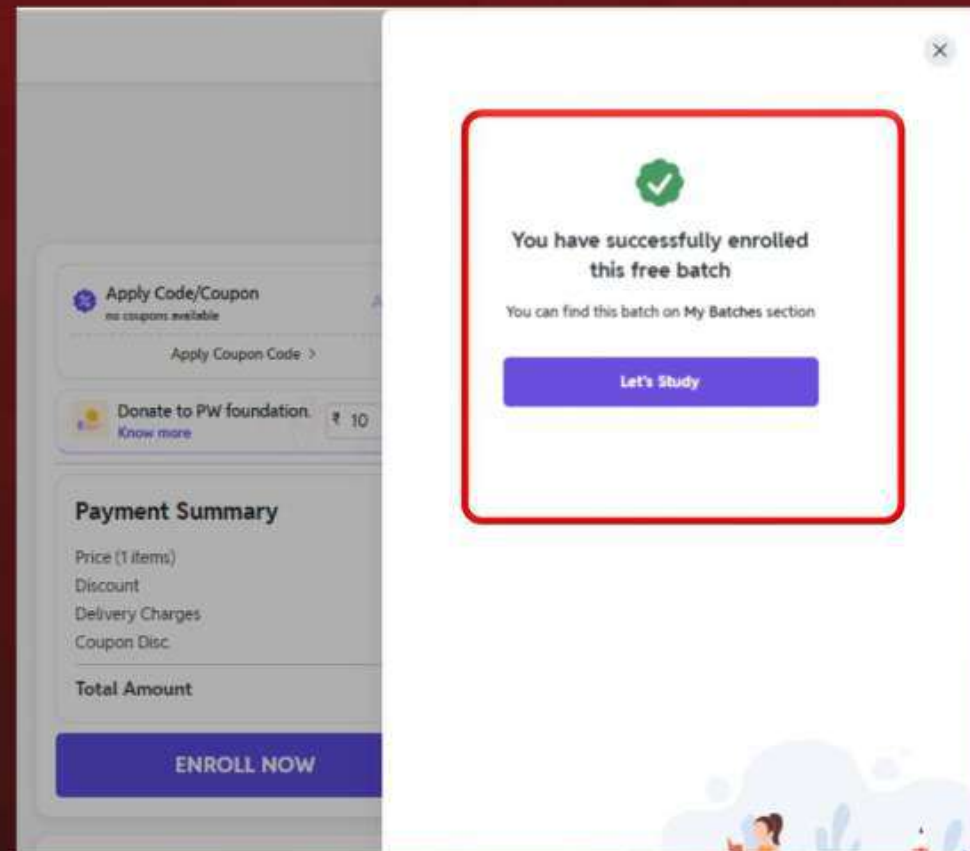 Apply Code/Coupon
no coupons available
Apply Coupon Code >
Donate to PW foundation.
Know more
₹ 10
Payment Summary
Price (1 items)
Discount
Delivery Charges
Coupon Disc.
Total Amount
ENROLL NOW
You have successfully enrolled
this free batch
You can find this batch on My Batches section
Let's Study